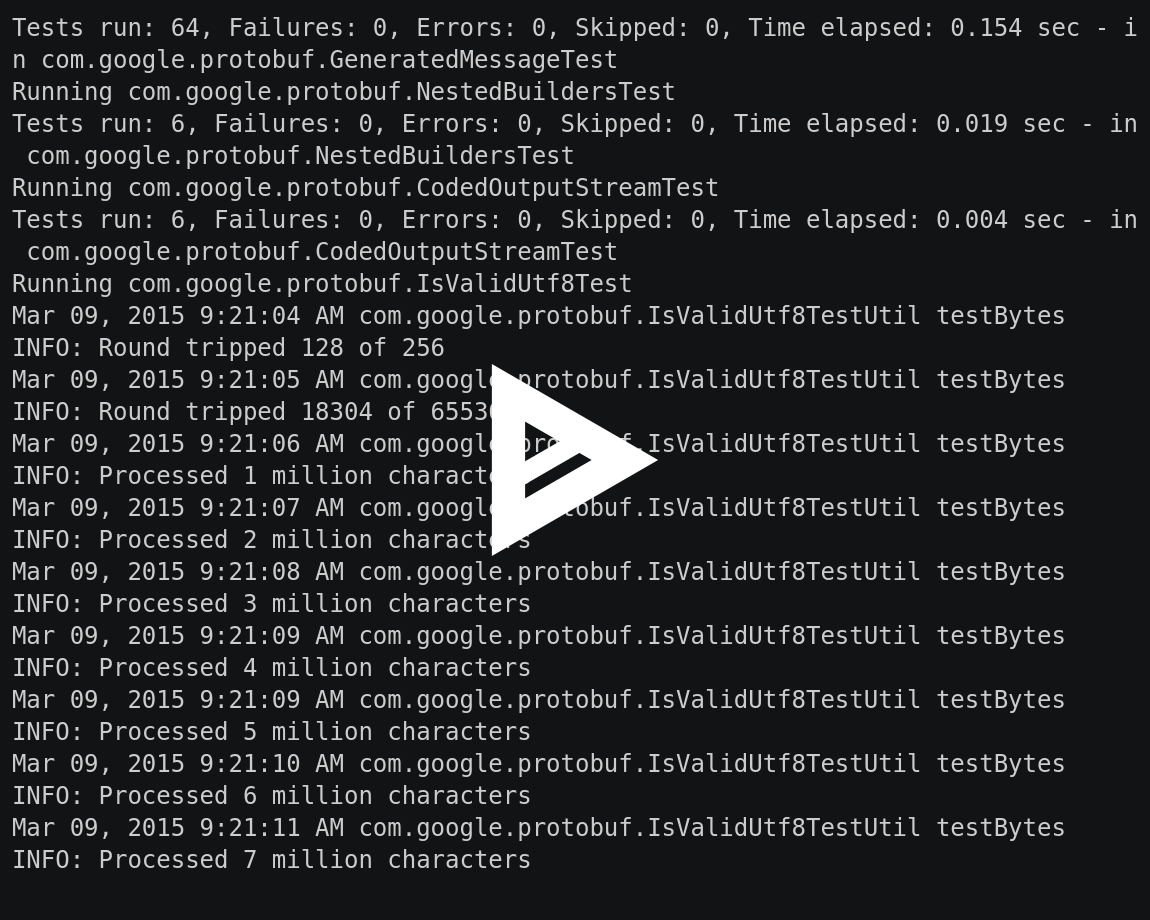 Tests run: 64, Failures: 0, Errors: 0, Skipped: 0, Time elapsed: 0.154 sec - i
n com.google.protobuf.GeneratedMessageTest
Running com.google.protobuf.NestedBuildersTest
Tests run: 6, Failures: 0, Errors: 0, Skipped: 0, Time elapsed: 0.019 sec - in
com.google.protobuf.NestedBuildersTest
Running com.google.protobuf.CodedOutputStreamTest
Tests run: 6, Failures: 0, Errors: 0, Skipped: 0, Time elapsed: 0.004 sec - in
com.google.protobuf.CodedOutputStreamTest
Running com.google.protobuf.IsValidUtf8Test
Mar 09, 2015 9:21:04 AM com.google.protobuf.IsValidUtf8TestUtil testBytes
INFO: Round tripped 128 of 256
Mar 09, 2015 9:21:05 AM com.google.protobuf.IsValidUtf8TestUtil testBytes
INFO: Round tripped 18304 of
Mar 09, 2015 9:21:06 AM com.google.protobuf.IsValidUtf8TestUtil testBytes
INFO: Processed 1 million characters
Mar 09, 2015 9:21:07 AM com.google.protobuf.IsValidUtf8TestUtil testBytes
INFO: Processed 2 million characters
Mar 09, 2015 9:21:08 AM com.google.protobuf.IsValidUtf8TestUtil testBytes
INFO: Processed 3 million characters
Mar 09, 2015 9:21:09 AM com.google.protobuf.IsValidUtf8TestUtil testBytes
INFO: Processed 4 million characters
Mar 09, 2015 9:21:09 AM com.google.protobuf.IsValidUtf8TestUtil testBytes
INFO: Processed 5 million characters
Mar 09, 2015 9:21:10 AM com.google.protobuf.IsValidUtf8TestUtil testBytes
INFO: Processed 6 million characters
Mar 09, 2015 9:21:11 AM com.google.protobuf.IsValidUtf8TestUtil testBytes
INFO: Processed 7 million characters